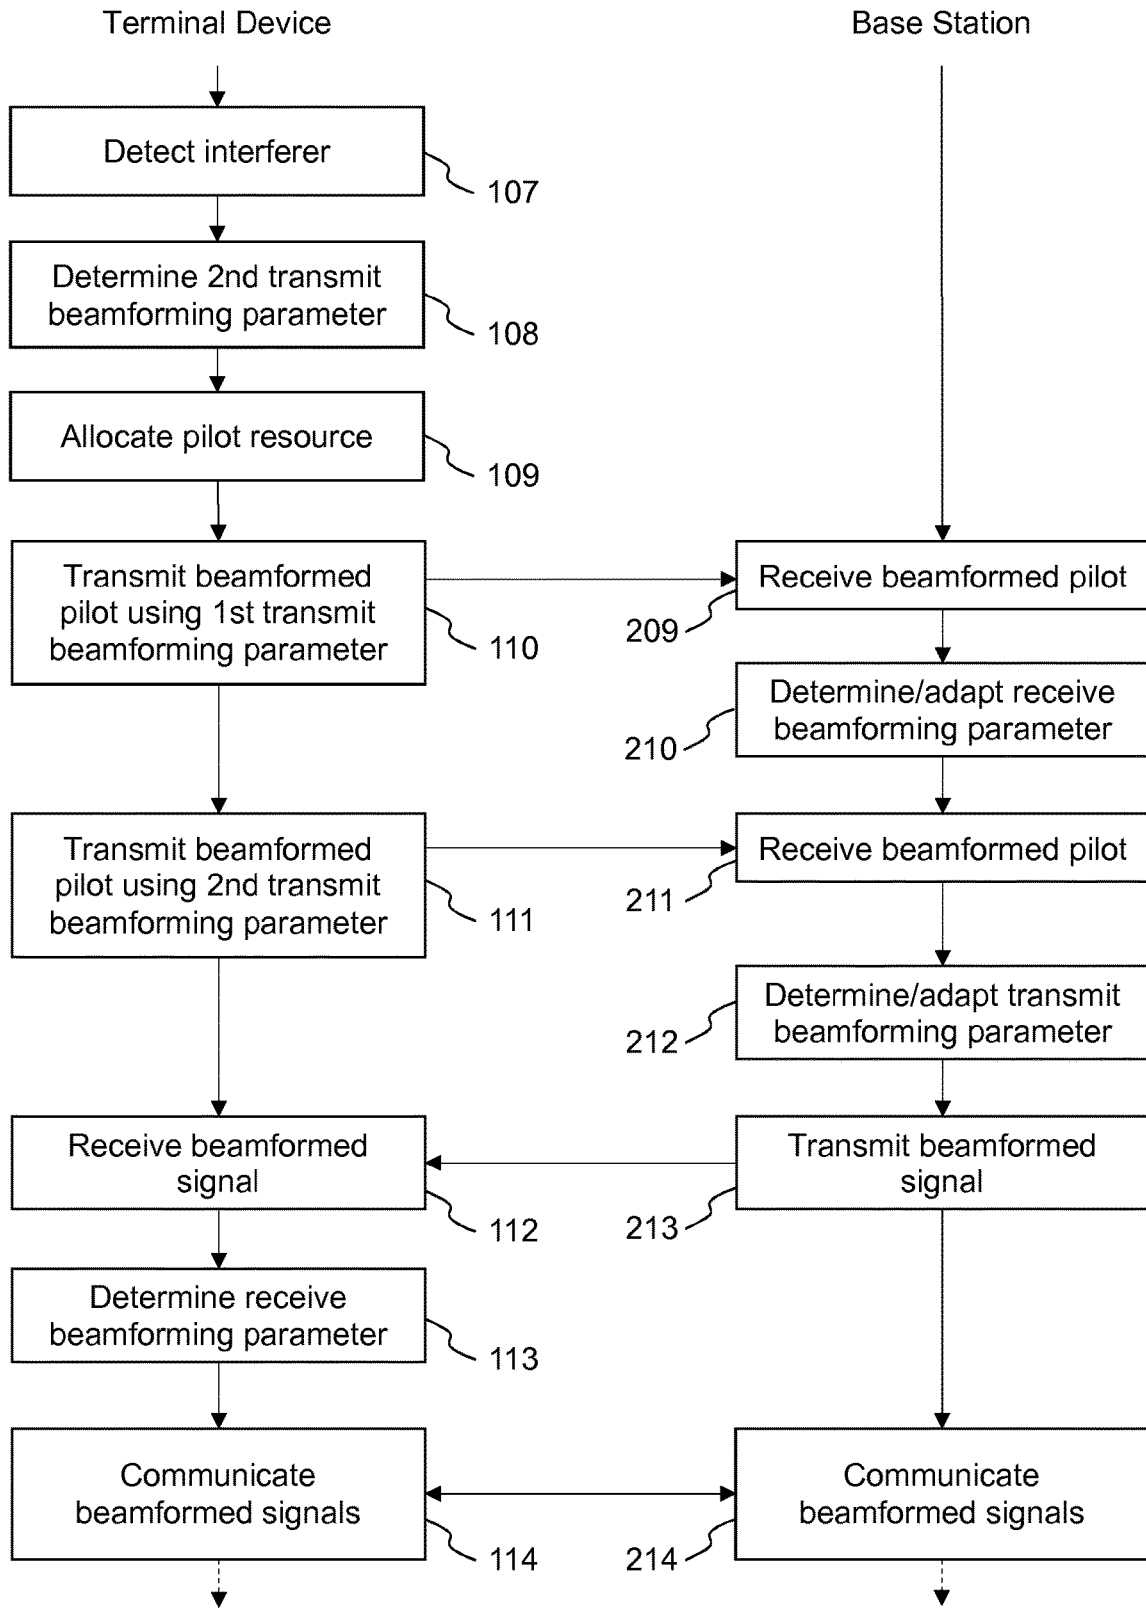 Terminal Device
Base Station
Detect interferer
107
Determine 2nd transmit
beamforming parameter
108
Allocate pilot resource
109
Transmit beamformed
pilot using 1st transmit
beamforming parameter
110
Receive beamformed pilot
209
Determine/adapt receive
beamforming parameter
210
Transmit beamformed
pilot using 2nd transmit
beamforming parameter
111
Receive beamformed pilot
211
Determine/adapt transmit
beamforming parameter
212
Receive beamformed
signal
112
Transmit beamformed
signal
213
Determine receive
beamforming parameter
113
Communicate
beamformed signals
114
Communicate
beamformed signals
214